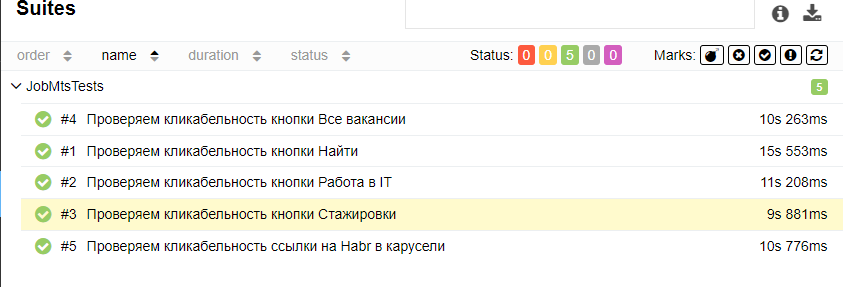 Suites
order name duration status Status: 0 0 5 0 0 Marks:
JobMtsTests 5
#4 Проверяем кликабельность кнопки Все вакансии 10s 263ms
#1 Проверяем кликабельность кнопки Найти 15s 553ms
#2 Проверяем кликабельность кнопки Работа в IT 11s 208ms
#3 Проверяем кликабельность кнопки Стажировки 9s 881ms
#5 Проверяем кликабельность ссылки на Habr в карусели 10s 776ms